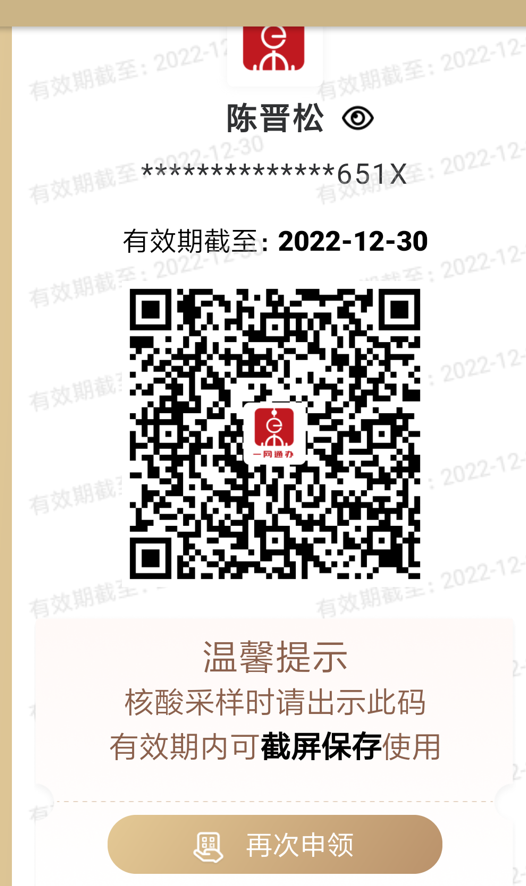 陈晋松
**************651X
有效期截至：2022-12-30
一网通办
温馨提示
核酸采样时请出示此码
有效期内可截屏保存使用
再次申领
有效期截至：2022-12-30